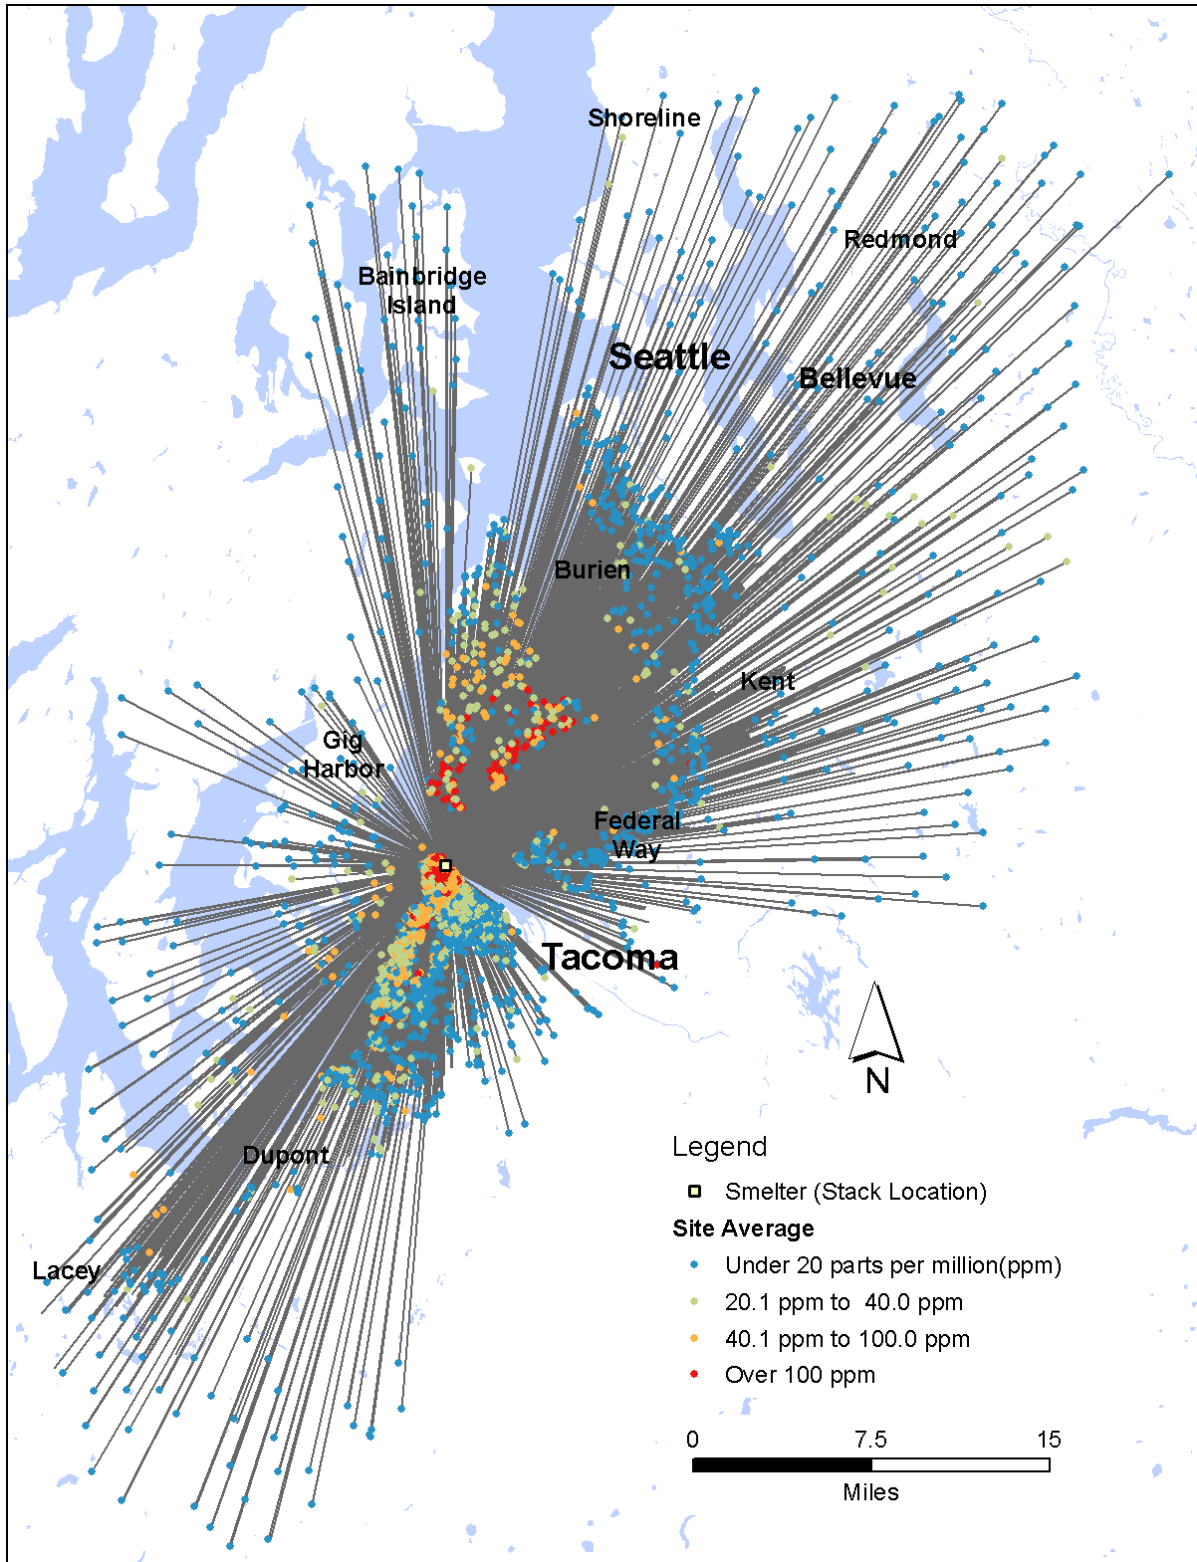 Shoreline
Redmond
Bainbridge
Island
Seattle
Bellevue
Burien
Kent
Gig
Harbor
Federal
Way
Tacoma
N
Dupont
Lacey
Legend
Smelter (Stack Location)
Site Average
Under 20 parts per million(ppm)
20.1 ppm to 40.0 ppm
40.1 ppm to 100.0 ppm
Over 100 ppm
0 7.5 15
Miles